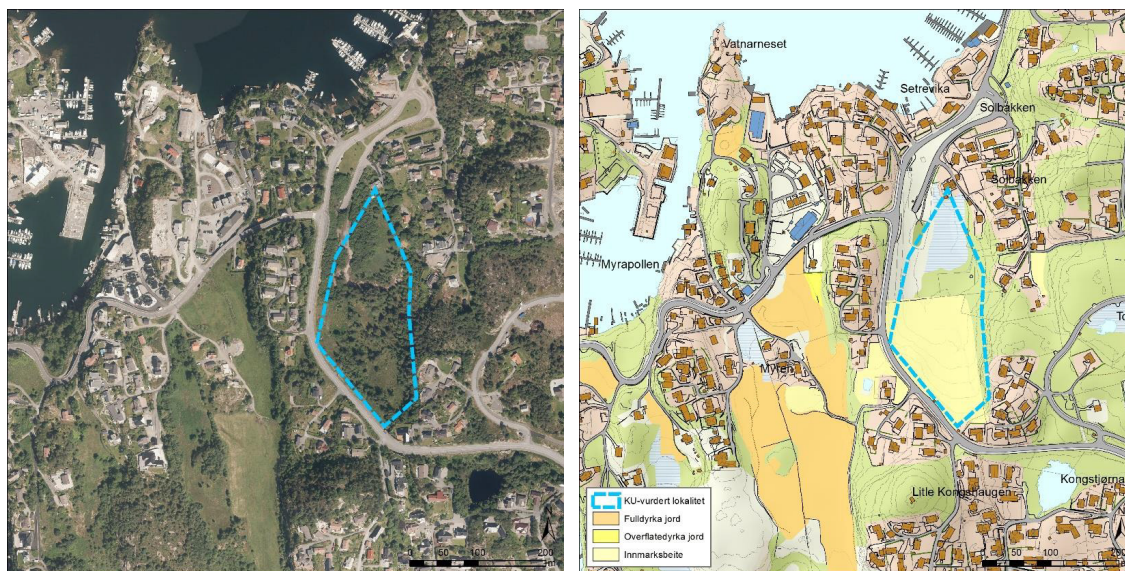 0
50
100
200
m
Vatnarneset
Setrevika
Solbakken
Solbakken
Myrapollen
Myren
Litle Kongshaugen
Kongstjørna
KU-vurdert lokalitet
Fulldyrka jord
Overflatedyrka jord
Innmarksbeite
0
50
100
200